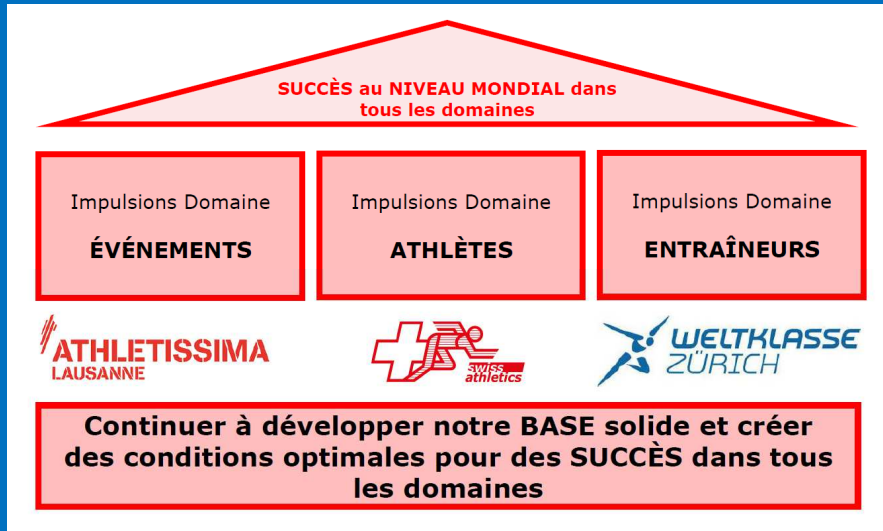 SUCCÈS au NIVEAU MONDIAL dans
tous les domaines
Impulsions Domaine
ÉVÉNEMENTS
Impulsions Domaine
ATHLÈTES
Impulsions Domaine
ENTRAÎNEURS
ATHLETISSIMA
LAUSANNE
swiss
athletics
WELTKLASSE
ZÜRICH
Continuer à développer notre BASE solide et créer
des conditions optimales pour des SUCCÈS dans tous
les domaines